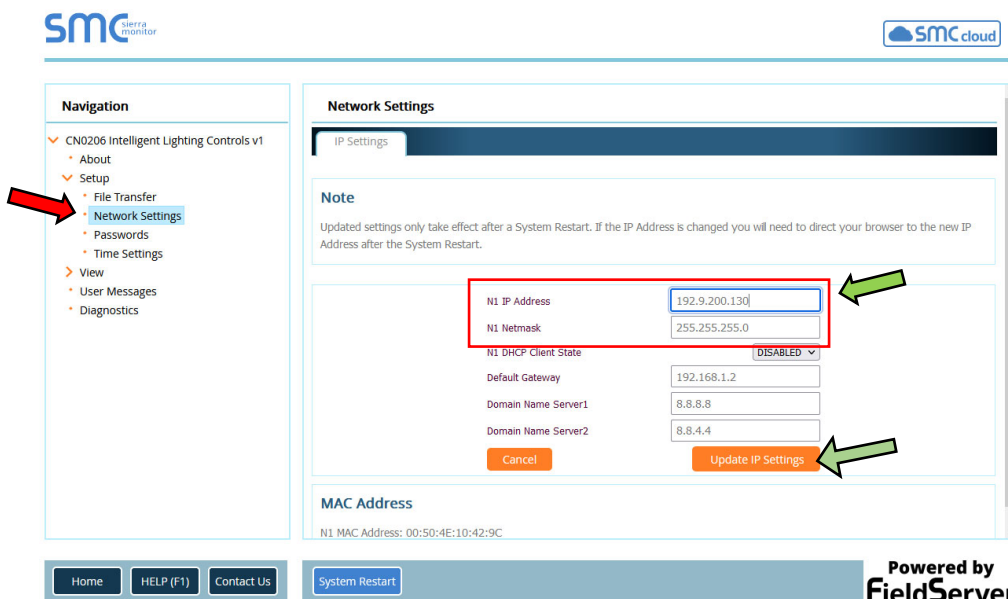 SMC sierra monitor
SMC cloud
Navigation
CN0206 Intelligent Lighting Controls v1
About
Setup
File Transfer
Network Settings
Passwords
Time Settings
View
User Messages
Diagnostics
Network Settings
IP Settings
Note
Updated settings only take effect after a System Restart. If the IP Address is changed you will need to direct your browser to the new IP
Address after the System Restart.
N1 IP Address 192.9.200.130
N1 Netmask 255.255.255.0
N1 DHCP Client State DISABLED
Default Gateway 192.168.1.2
Domain Name Server1 8.8.8.8
Domain Name Server2 8.8.4.4
Cancel Update IP Settings
MAC Address
N1 MAC Address: 00:50:4E:10:42:9C
Home HELP (F1) Contact Us System Restart
Powered by
FieldServer